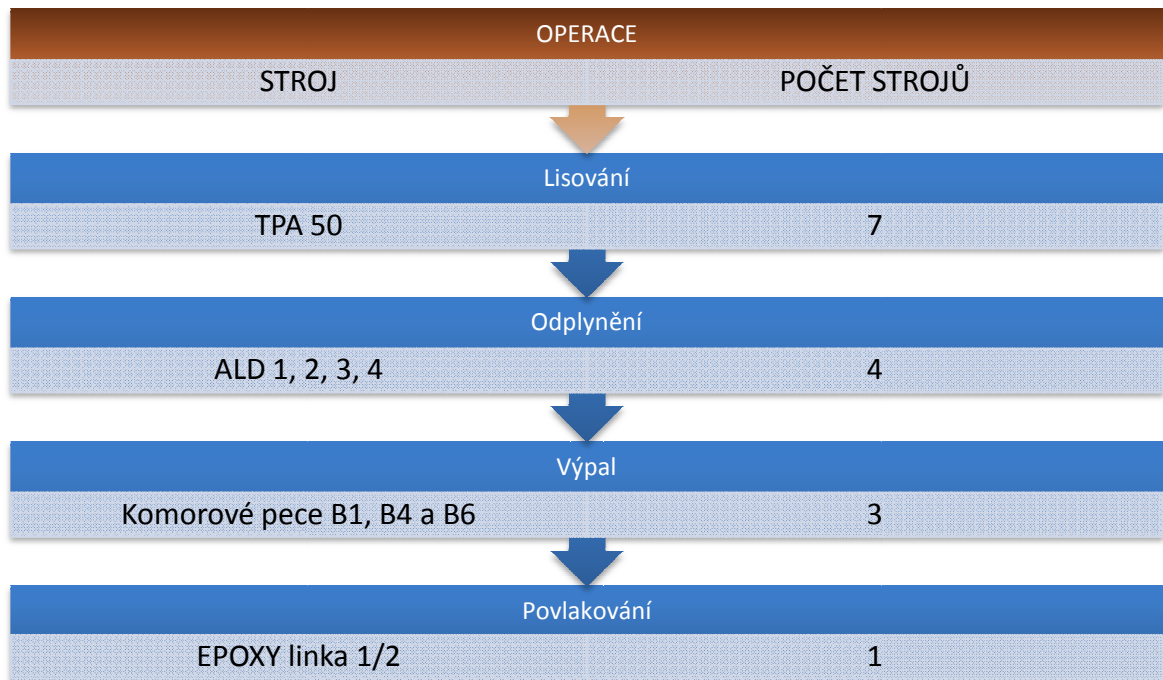 OPERACE
STROJ POČET STROJŮ
Lisování
TPA 50 7
Odplynění
ALD 1, 2, 3, 4 4
Výpal
Komorové pece B1, B4 a B6 3
Povlakování
EPOXY linka 1/2 1